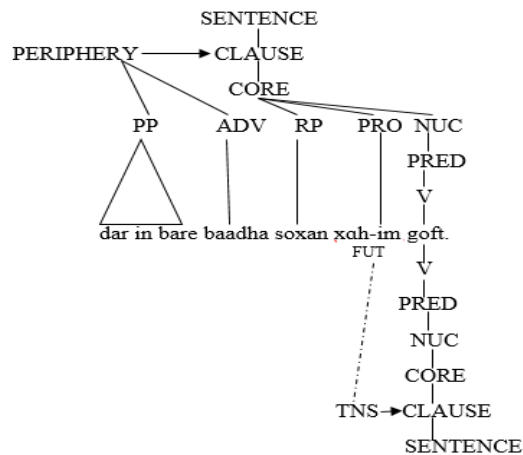 SENTENCE
PERIPHERY CLAUSE
CORE
PP ADV RP PRO NUC
PRED
V
dar in bare baadha soxan xɑh-im goft.
FUT
V
PRED
NUC
CORE
TNS CLAUSE
SENTENCE